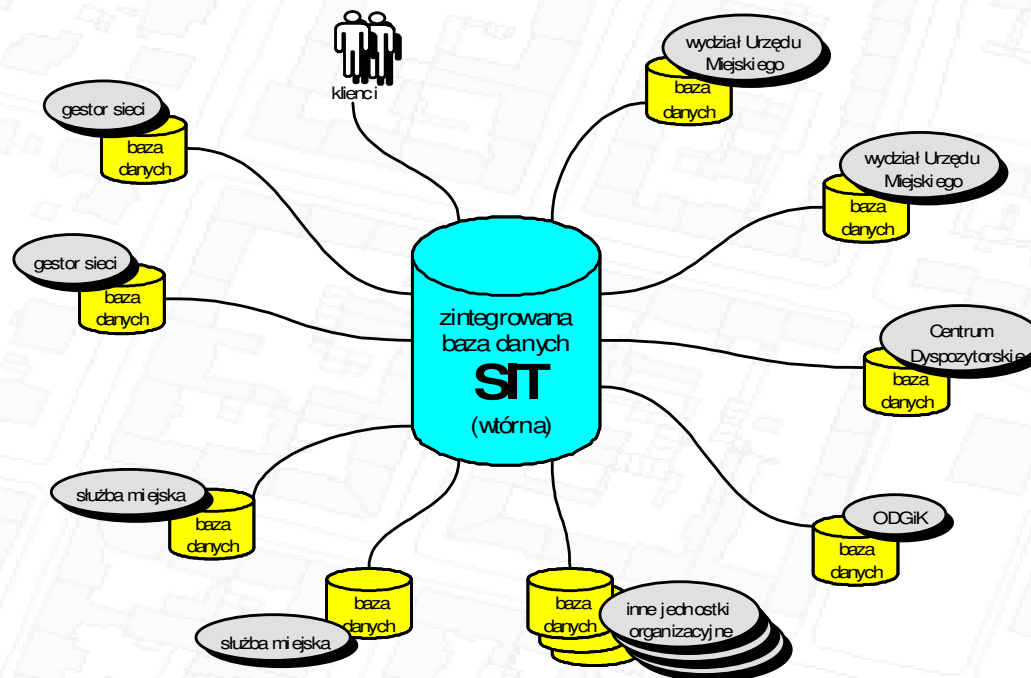 klienci
wydział Urzędu
Miejskiego
baza
danych
gestor sieci
baza
danych
wydział Urzędu
Miejskiego
baza
danych
gestor sieci
baza
danych
zintegrowana
baza danych
SIT
(wtórna)
Centrum
Dyspozytorskie
baza
danych
służba miejska
baza
danych
ODGiK
baza
danych
baza
danych
służba miejska
baza
danych
inne jednostki
organizacyjne